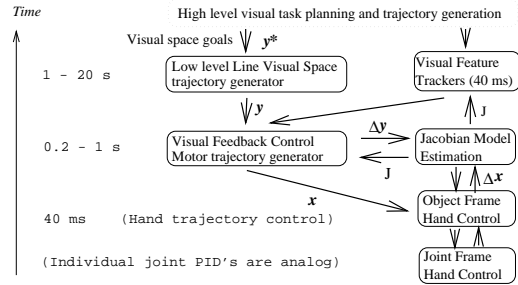 Time
High level visual task planning and trajectory generation
Visual space goals y*
Low level Line Visual Space
trajectory generator
Visual Feature
Trackers (40 ms)
1 - 20 s
y
J
Δy
0.2 - 1 s
Visual Feedback Control
Motor trajectory generator
Jacobian Model
Estimation
J
Δx
x
Object Frame
Hand Control
40 ms (Hand trajectory control)
Joint Frame
Hand Control
(Individual joint PID's are analog)